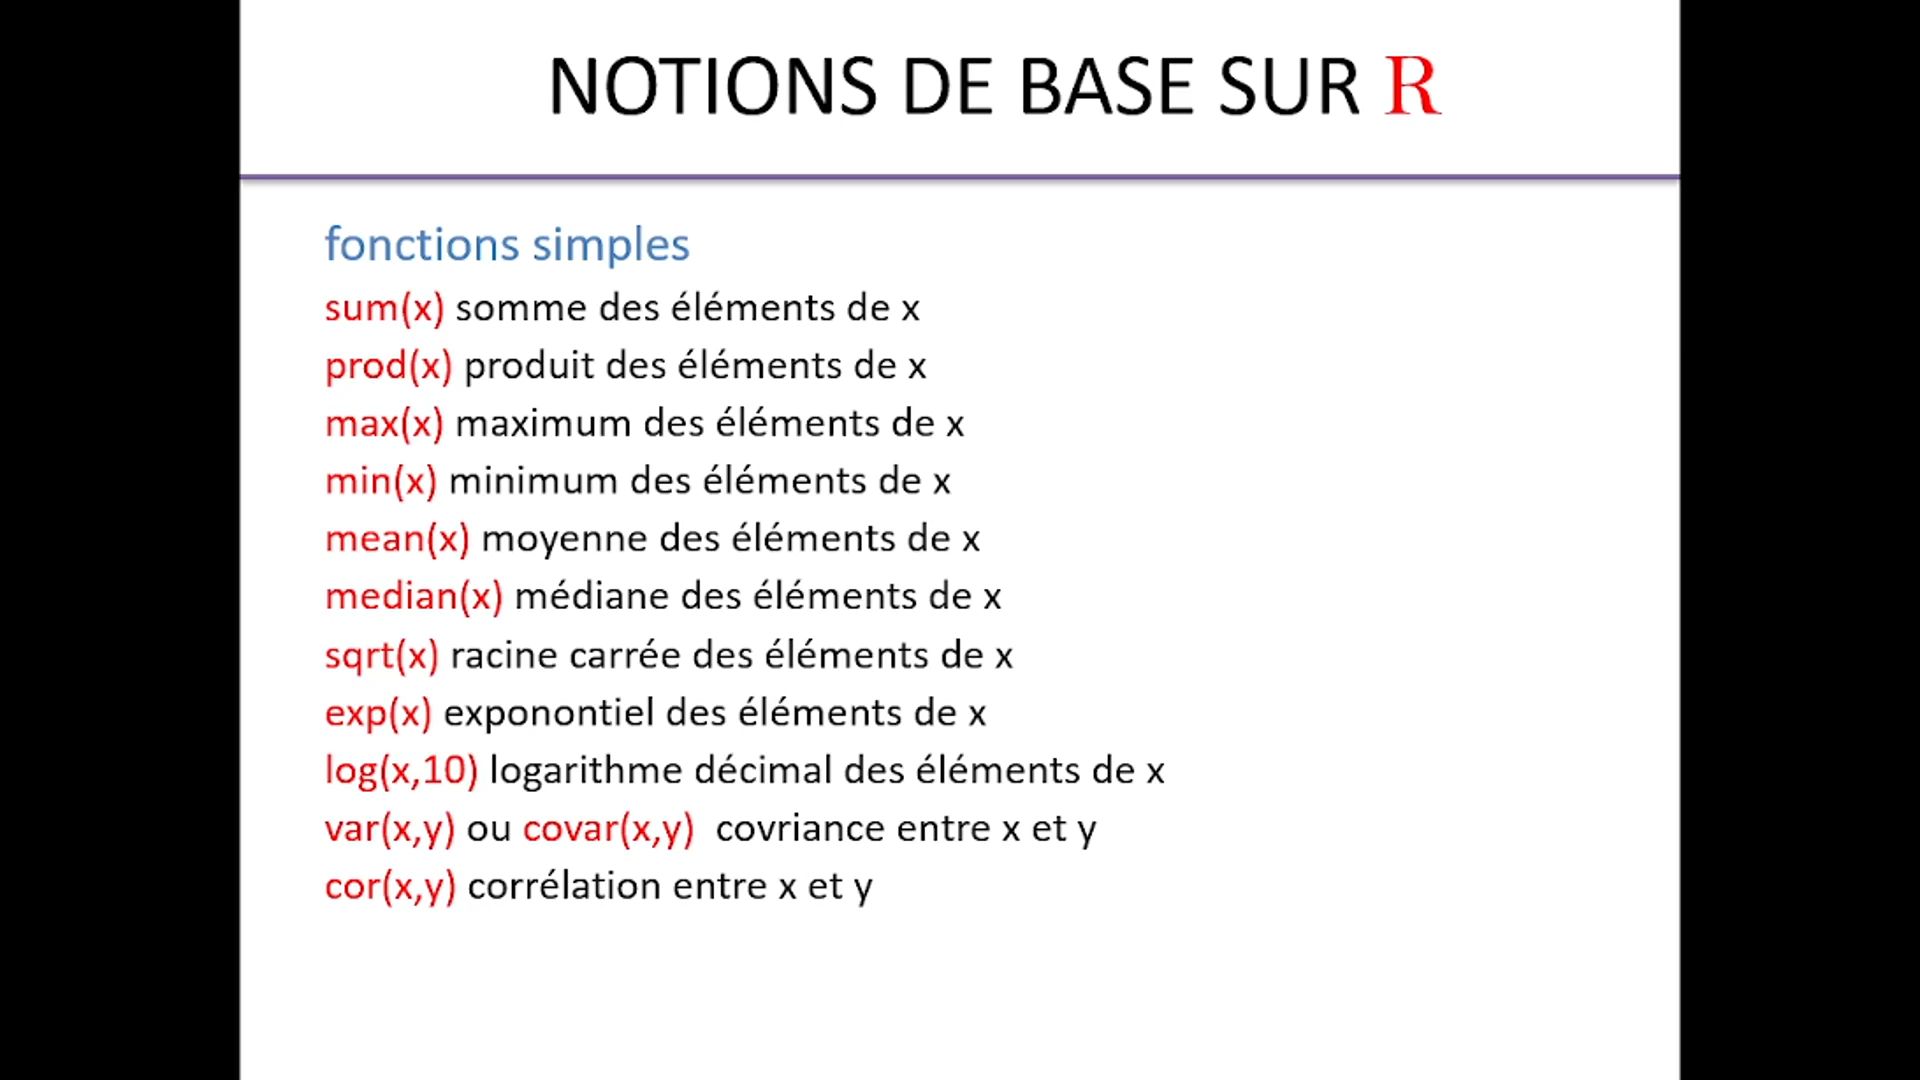 NOTIONS DE BASE SUR R
fonctions simples
sum(x) somme des éléments de x
prod(x) produit des éléments de x
max(x) maximum des éléments de x
min(x) minimum des éléments de x
mean(x) moyenne des éléments de x
median(x) médiane des éléments de x
sqrt(x) racine carrée des éléments de x
exp(x) exponontiel des éléments de x
log(x,10) logarithme décimal des éléments de x
var(x,y) ou covar(x,y) covriance entre x et y
cor(x,y) corrélation entre x et y